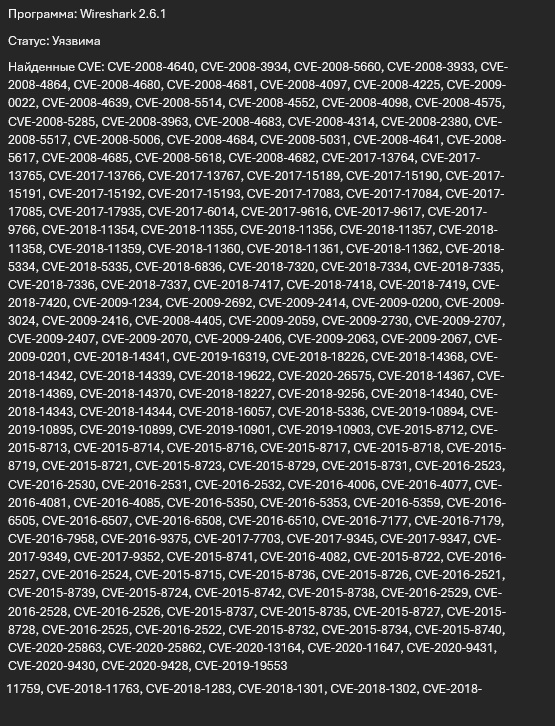 Программа: Wireshark 2.6.1
Статус: Уязвима
Найденные CVE: CVE-2008-4640, CVE-2008-3934, CVE-2008-5660, CVE-2008-3933, CVE-
2008-4864, CVE-2008-4680, CVE-2008-4681, CVE-2008-4097, CVE-2008-4225, CVE-2009-
0022, CVE-2008-4639, CVE-2008-5514, CVE-2008-4552, CVE-2008-4098, CVE-2008-4575,
CVE-2008-5285, CVE-2008-3963, CVE-2008-4683, CVE-2008-4314, CVE-2008-2380, CVE-
2008-5517, CVE-2008-5006, CVE-2008-4684, CVE-2008-5031, CVE-2008-4641, CVE-2008-
5617, CVE-2008-4685, CVE-2008-5618, CVE-2008-4682, CVE-2017-13764, CVE-2017-
13765, CVE-2017-13766, CVE-2017-13767, CVE-2017-15189, CVE-2017-15190, CVE-2017-
15191, CVE-2017-15192, CVE-2017-15193, CVE-2017-17083, CVE-2017-17084, CVE-2017-
17085, CVE-2017-17935, CVE-2017-6014, CVE-2017-9616, CVE-2017-9617, CVE-2017-
9766, CVE-2018-11354, CVE-2018-11355, CVE-2018-11356, CVE-2018-11357, CVE-2018-
11358, CVE-2018-11359, CVE-2018-11360, CVE-2018-11361, CVE-2018-11362, CVE-2018-
5334, CVE-2018-5335, CVE-2018-6836, CVE-2018-7320, CVE-2018-7334, CVE-2018-7335,
CVE-2018-7336, CVE-2018-7337, CVE-2018-7417, CVE-2018-7418, CVE-2018-7419, CVE-
2018-7420, CVE-2009-1234, CVE-2009-2692, CVE-2009-2414, CVE-2009-0200, CVE-2009-
3024, CVE-2009-2416, CVE-2008-4405, CVE-2009-2059, CVE-2009-2730, CVE-2009-2707,
CVE-2009-2407, CVE-2009-2070, CVE-2009-2406, CVE-2009-2063, CVE-2009-2067, CVE-
2009-0201, CVE-2018-14341, CVE-2019-16319, CVE-2018-18226, CVE-2018-14368, CVE-
2018-14342, CVE-2018-14339, CVE-2018-19622, CVE-2020-26575, CVE-2018-14367, CVE-
2018-14369, CVE-2018-14370, CVE-2018-18227, CVE-2018-9256, CVE-2018-14340, CVE-
2018-14343, CVE-2018-14344, CVE-2018-16057, CVE-2018-5336, CVE-2019-10894, CVE-
2019-10895, CVE-2019-10899, CVE-2019-10901, CVE-2019-10903, CVE-2015-8712, CVE-
2015-8713, CVE-2015-8714, CVE-2015-8716, CVE-2015-8717, CVE-2015-8718, CVE-2015-
8719, CVE-2015-8721, CVE-2015-8723, CVE-2015-8729, CVE-2015-8731, CVE-2016-2523,
CVE-2016-2530, CVE-2016-2531, CVE-2016-2532, CVE-2016-4006, CVE-2016-4077, CVE-
2016-4081, CVE-2016-4085, CVE-2016-5350, CVE-2016-5353, CVE-2016-5359, CVE-2016-
6505, CVE-2016-6507, CVE-2016-6508, CVE-2016-6510, CVE-2016-7177, CVE-2016-7179,
CVE-2016-7958, CVE-2016-9375, CVE-2017-7703, CVE-2017-9345, CVE-2017-9347, CVE-
2017-9349, CVE-2017-9352, CVE-2015-8741, CVE-2016-4082, CVE-2015-8722, CVE-2016-
2527, CVE-2016-2524, CVE-2015-8715, CVE-2015-8736, CVE-2015-8726, CVE-2016-2521,
CVE-2015-8739, CVE-2015-8724, CVE-2015-8742, CVE-2015-8738, CVE-2016-2529, CVE-
2016-2528, CVE-2016-2526, CVE-2015-8737, CVE-2015-8735, CVE-2015-8727, CVE-2015-
8728, CVE-2016-2525, CVE-2016-2522, CVE-2015-8732, CVE-2015-8734, CVE-2015-8740,
CVE-2020-25863, CVE-2020-25862, CVE-2020-13164, CVE-2020-11647, CVE-2020-9431,
CVE-2020-9430, CVE-2020-9428, CVE-2019-19553
11759, CVE-2018-11763, CVE-2018-1283, CVE-2018-1301, CVE-2018-1302, CVE-2018-